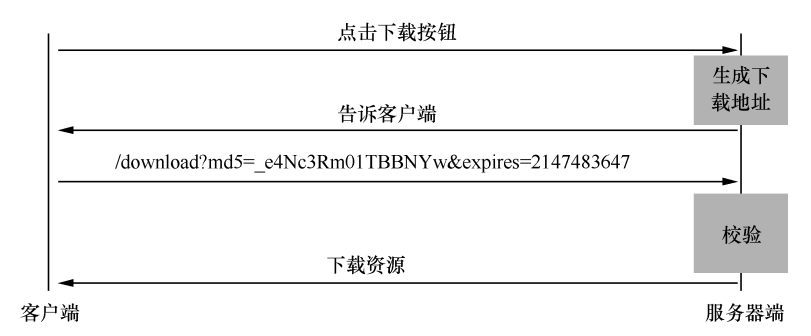 点击下载按钮
生成下
载地址
告诉客户端
/download?md5=_e4Nc3Rm01TBBNYw&expires=2147483647
校验
下载资源
客户端
服务器端